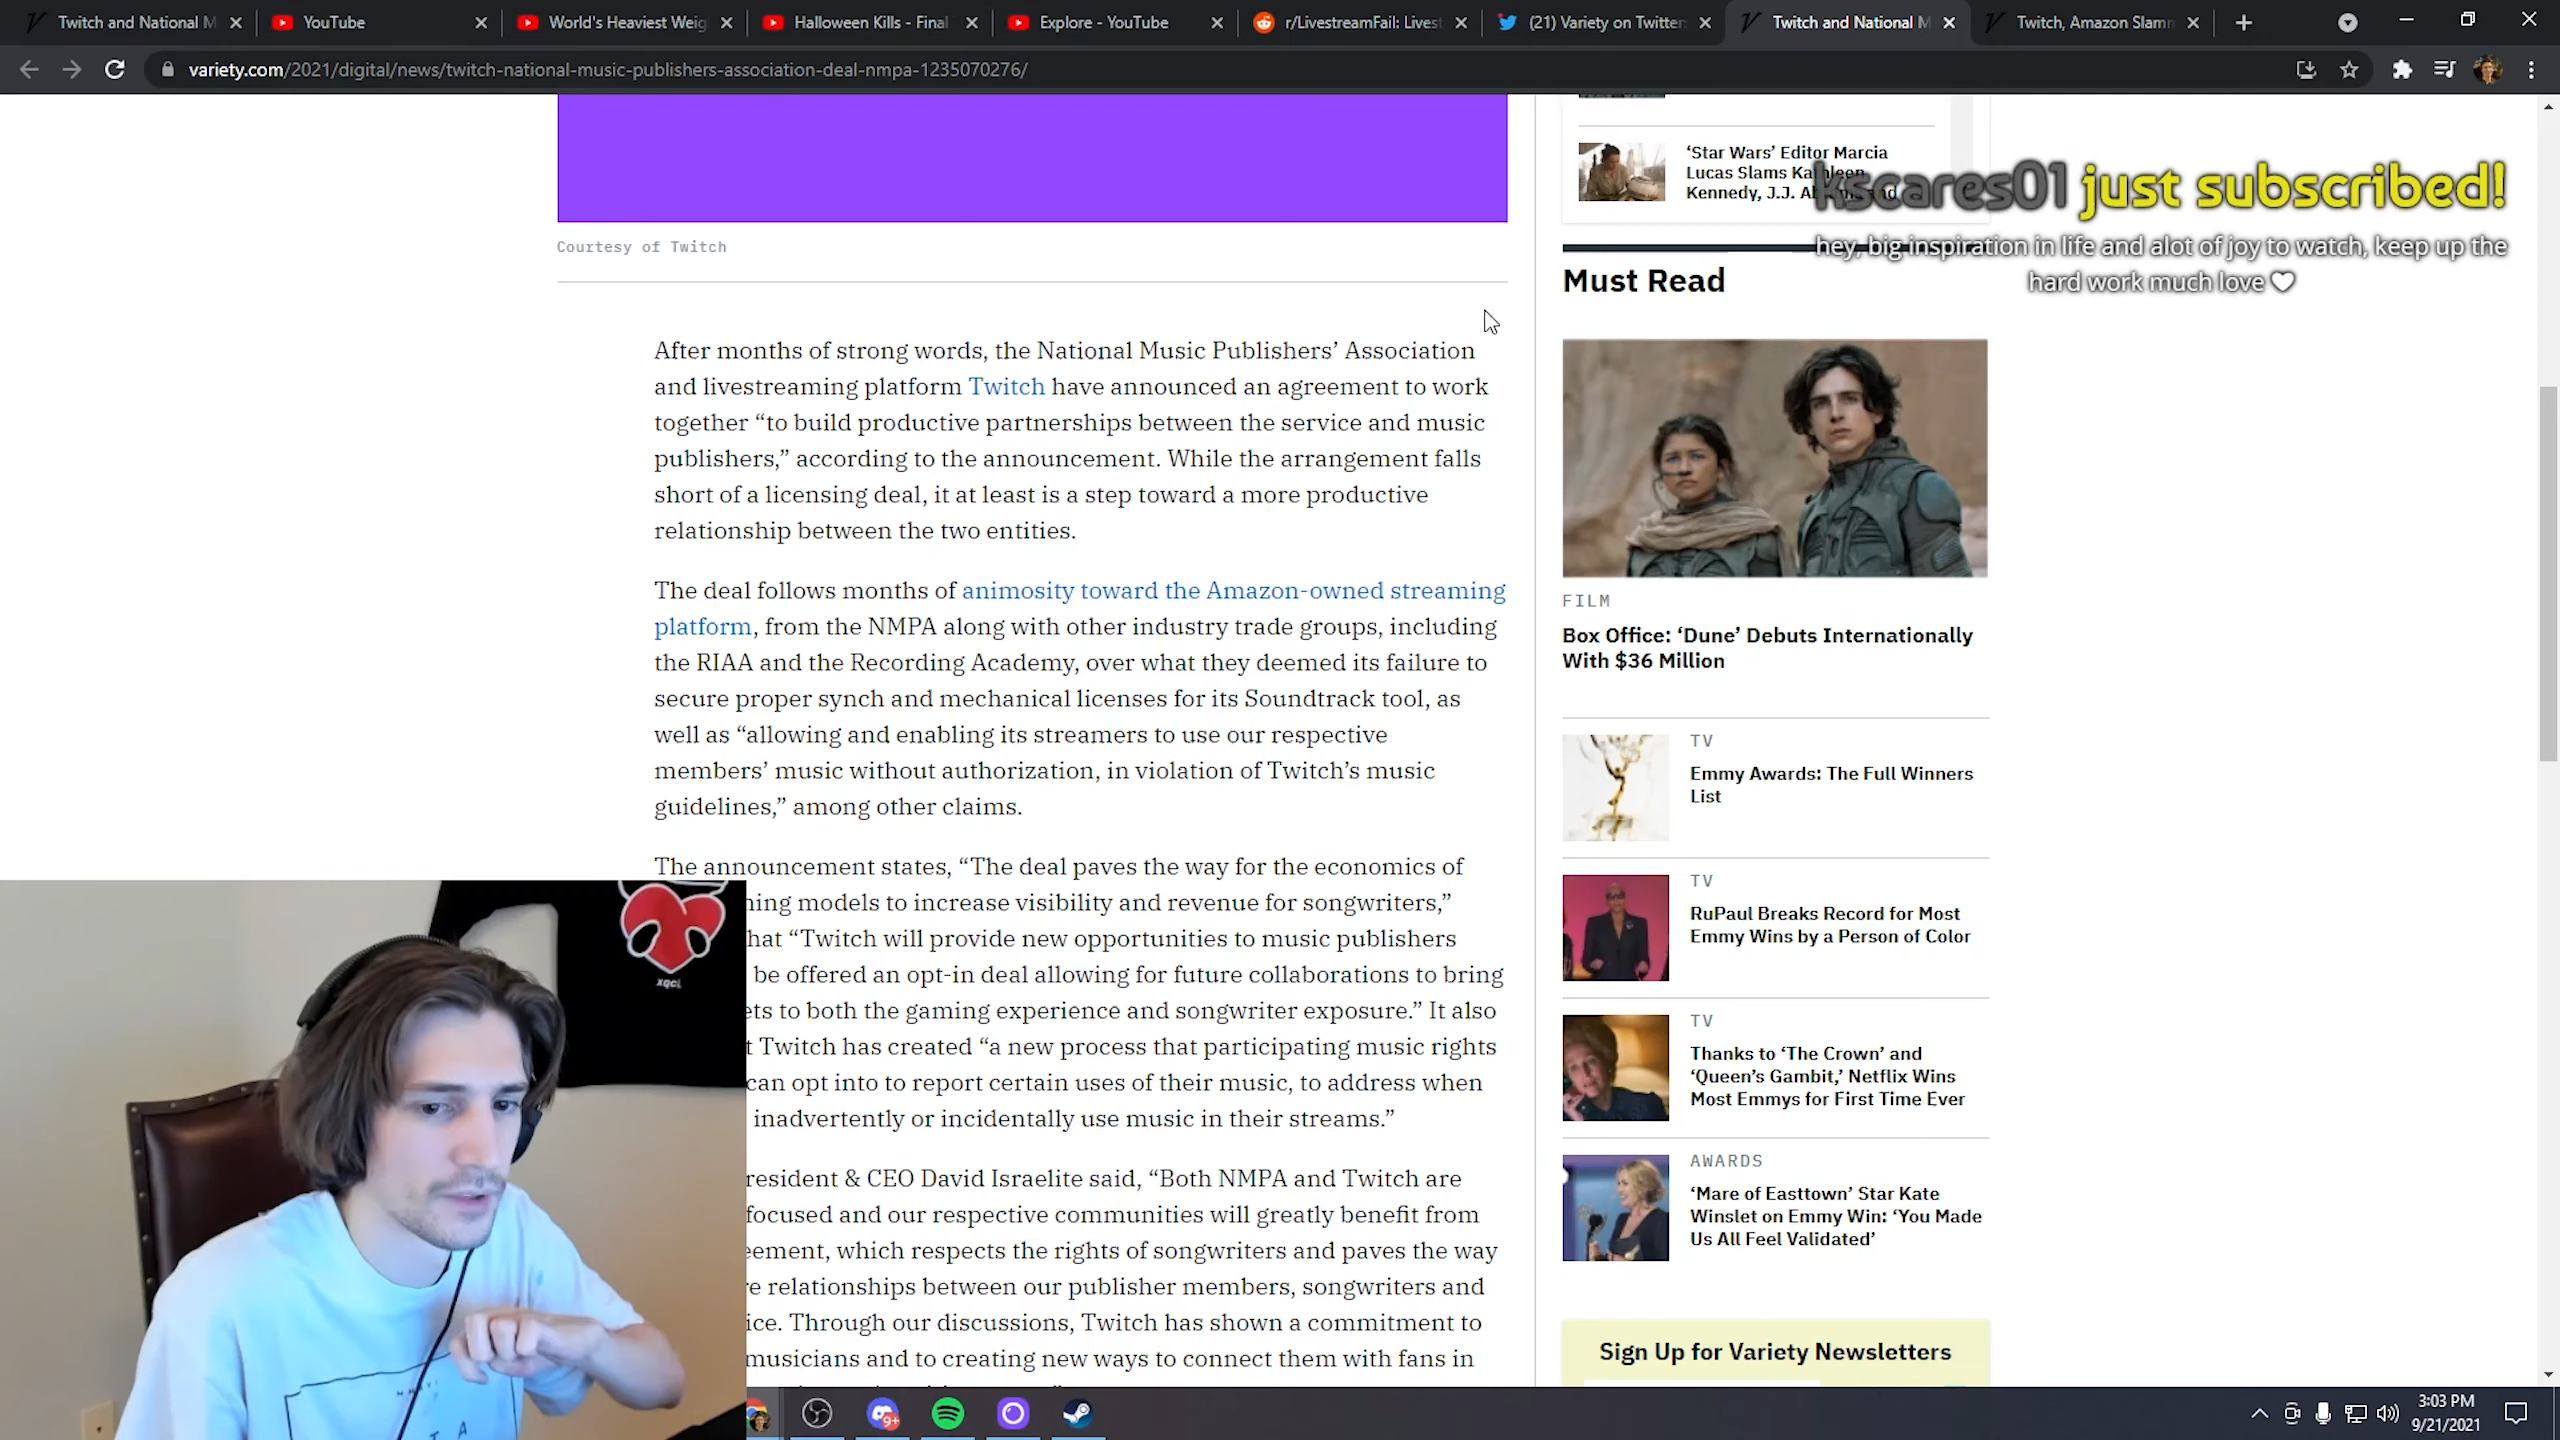 Twitch and National M
YouTube
World's Heaviest Weig
Halloween Kills - Final
Explore - YouTube
r/LivestreamFail: Livest
(21) Variety on Twitter:
Twitch and National M
Twitch, Amazon Slamm
variety.com/2021/digital/news/twitch-national-music-publishers-association-deal-nmpa-1235070276/
Courtesy of Twitch
After months of strong words, the National Music Publishers’ Association
and livestreaming platform Twitch have announced an agreement to work
together “to build productive partnerships between the service and music
publishers,” according to the announcement. While the arrangement falls
short of a licensing deal, it at least is a step toward a more productive
relationship between the two entities.
The deal follows months of animosity toward the Amazon-owned streaming
platform, from the NMPA along with other industry trade groups, including
the RIAA and the Recording Academy, over what they deemed its failure to
secure proper synch and mechanical licenses for its Soundtrack tool, as
well as “allowing and enabling its streamers to use our respective
members’ music without authorization, in violation of Twitch’s music
guidelines,” among other claims.
The announcement states, “The deal paves the way for the economics of
ning models to increase visibility and revenue for songwriters,”
hat “Twitch will provide new opportunities to music publishers
be offered an opt-in deal allowing for future collaborations to bring
ets to both the gaming experience and songwriter exposure.” It also
t Twitch has created “a new process that participating music rights
can opt into to report certain uses of their music, to address when
inadvertently or incidentally use music in their streams.”
resident & CEO David Israelite said, “Both NMPA and Twitch are
focused and our respective communities will greatly benefit from
eement, which respects the rights of songwriters and paves the way
re relationships between our publisher members, songwriters and
ice. Through our discussions, Twitch has shown a commitment to
musicians and to creating new ways to connect them with fans in
‘Star Wars’ Editor Marcia
Lucas Slams Kathleen
Kennedy, J.J. and
kscares01 just subscribed!
hey, big inspiration in life and alot of joy to watch, keep up the
hard work much love ♡
Must Read
FILM
Box Office: ‘Dune’ Debuts Internationally
With $36 Million
TV
Emmy Awards: The Full Winners
List
TV
RuPaul Breaks Record for Most
Emmy Wins by a Person of Color
TV
Thanks to ‘The Crown’ and
‘Queen’s Gambit,’ Netflix Wins
Most Emmys for First Time Ever
AWARDS
‘Mare of Easttown’ Star Kate
Winslet on Emmy Win: ‘You Made
Us All Feel Validated’
Sign Up for Variety Newsletters
xqcL
9+
3:03 PM
9/21/2021